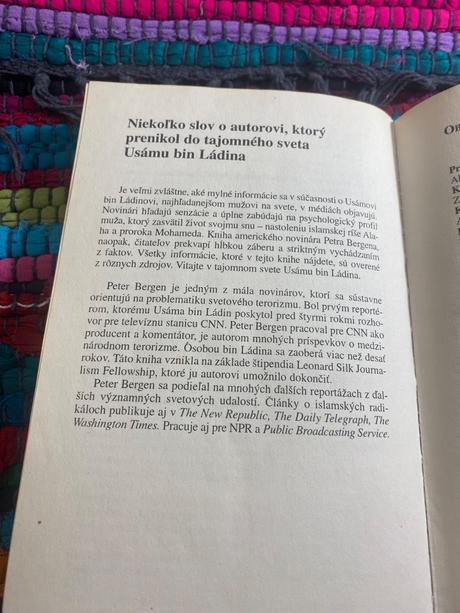 Niekoľko slov o autorovi, ktorý
prenikol do tajomného sveta
Usámu bin Ládina
Je veľmi zvláštne, aké mylné informácie sa v súčasnosti o Usámovi
bin Ládinovi, najhľadanejšom mužovi na svete, v médiách objavujú.
Novinári hľadajú senzácie a úplne zabúdajú na psychologický profil
muža, ktorý zasvätil život svojmu snu – nastoleniu islamskej ríše Ala-
ha a proroka Mohameda. Kniha amerického novinára Petra Bergena,
naopak, čitateľov prekvapí hĺbkou záberu a striktným vychádzaním
z faktov. Všetky informácie, ktoré v tejto knihe nájdete, sú overené
z rôznych zdrojov. Vitajte v tajomnom svete Usámu bin Ládina.
Peter Bergen je jedným z mála novinárov, ktorí sa sústavne
orientujú na problematiku svetového terorizmu. Bol prvým reporté-
rom, ktorému Usáma bin Ládin poskytol pred štyrmi rokmi rozho-
vor pre televíznu stanicu CNN. Peter Bergen pracoval pre CNN ako
producent a komentátor, je autorom mnohých príspevkov o medzi-
národnom terorizme. Osobou bin Ládina sa zaoberá viac než desať
rokov. Táto kniha vznikla na základe štipendia Leonard Silk Journa-
lism Fellowship, ktoré ju autorovi umožnilo dokončiť.
Peter Bergen sa podieľal na mnohých ďalších reportážach z ďal-
ších významných svetových udalostí. Články o islamských radi-
káloch publikuje aj v The New Republic, The Daily Telegraph, The
Washington Times. Pracuje aj pre NPR a Public Broadcasting Service.